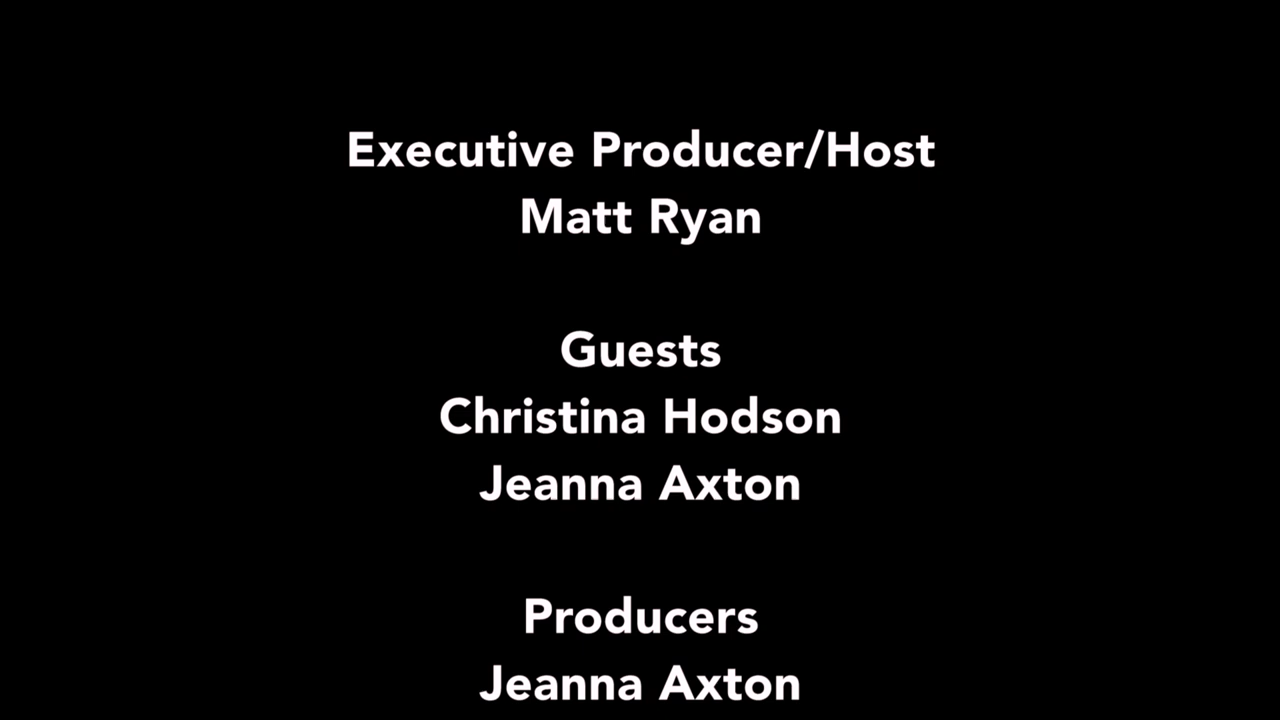 Executive Producer/Host
Matt Ryan
Guests
Christina Hodson
Jeanna Axton
Producers
Jeanna Axton